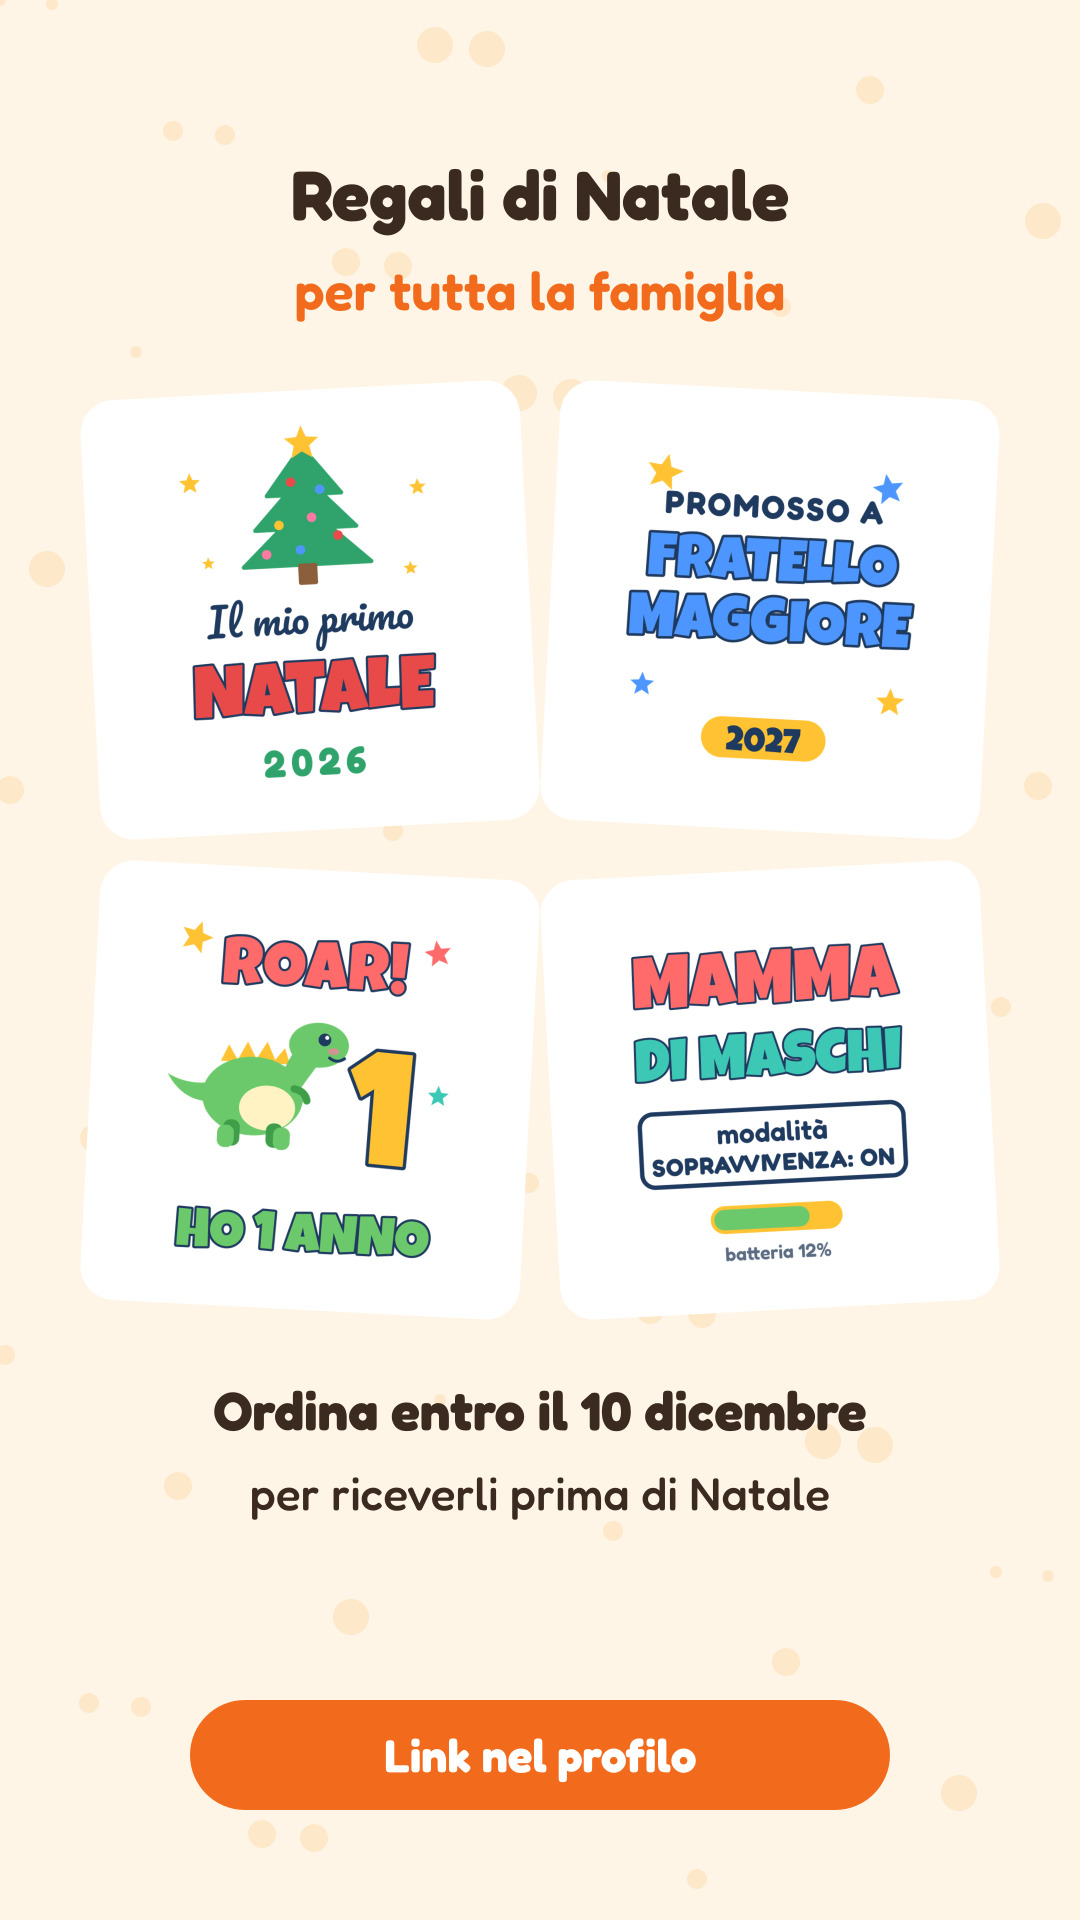 Regali di Natale
per tutta la famiglia
Il mio primo
NATALE
2026
PROMOSSO A
FRATELLO
MAGGIORE
2027
ROAR!
1
HO 1 ANNO
MAMMA
DI MASCHI
modalità
SOPRAVVIVENZA: ON
batteria 12%
Ordina entro il 10 dicembre
per riceverli prima di Natale
Link nel profilo